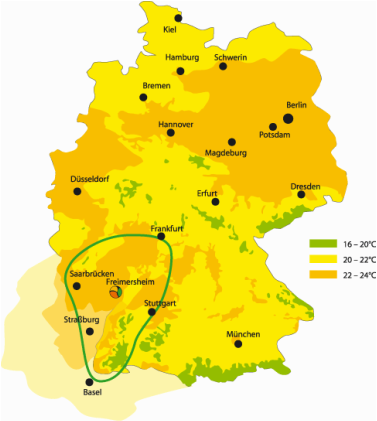 Kiel
Hamburg
Schwerin
Bremen
Berlin
Hannover
Potsdam
Magdeburg
Düsseldorf
Erfurt
Dresden
Frankfurt
16 – 20°C
20 – 22°C
22 – 24°C
Saarbrücken
Freimersheim
Stuttgart
Straßburg
München
Basel